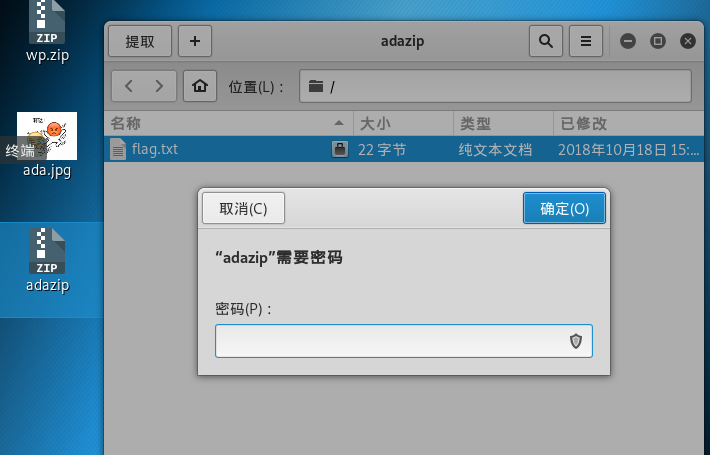 ZIP
wp.zip
终端
ada.jpg
ZIP
adazip
提取
+
adazip
位置(L)：
/
名称 大小 类型 已修改
flag.txt 22 字节 纯文本文档 2018年10月18日 15:...
取消(C)
确定(O)
“adazip”需要密码
密码(P)：